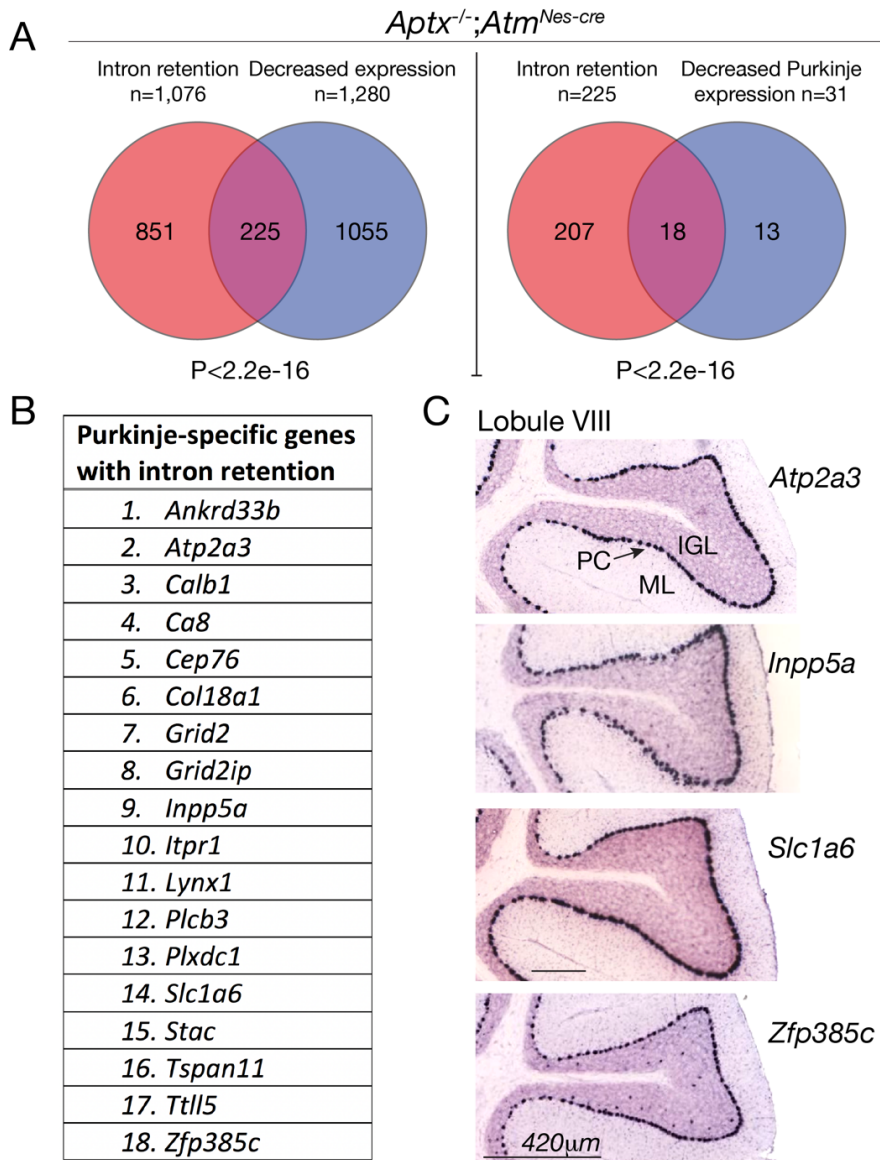 Aptx-/-;AtmNes-cre
A
Intron retention
n=1,076
Decreased expression
n=1,280
851
225
1055
P<2.2e-16
Intron retention
n=225
Decreased Purkinje
expression n=31
207
18
13
P<2.2e-16
B
Purkinje-specific genes
with intron retention
1. Ankrd33b
2. Atp2a3
3. Calb1
4. Ca8
5. Cep76
6. Col18a1
7. Grid2
8. Grid2ip
9. Inpp5a
10. Itpr1
11. Lynx1
12. Plcb3
13. Plxdc1
14. Slc1a6
15. Stac
16. Tspan11
17. Ttll5
18. Zfp385c
C
Lobule VIII
Atp2a3
PC
IGL
ML
Inpp5a
Slc1a6
Zfp385c
420µm